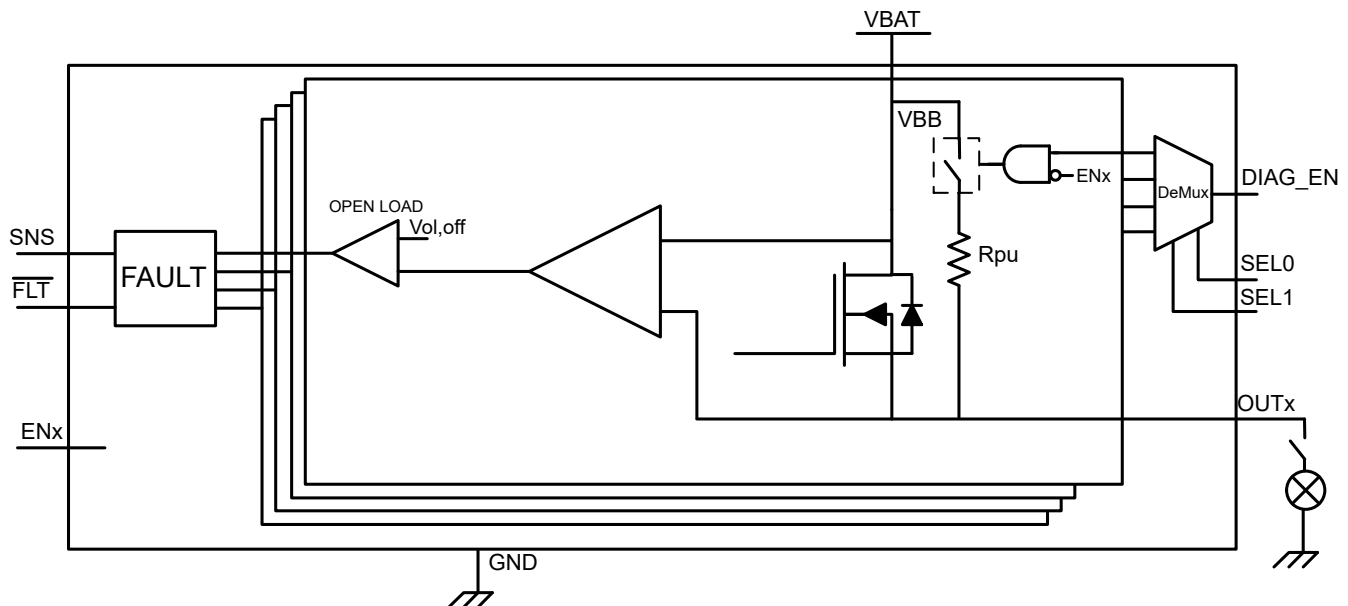 VBAT
VBB
ENx
DeMux
DIAG_EN
OPEN LOAD
Vol,off
SNS
FAULT
FLT
Rpu
SEL0
SEL1
OUTx
ENx
GND